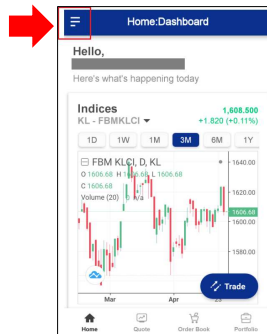 Home:Dashboard
Hello,
Here's what's happening today
Indices
1,608.500
KL - FBMKLCI
+1.820 (+0.11%)
1D 1W 1M 3M 6M 1Y
FBM KLCI, D, KL
O 1606.68 H 1606.68 L 1606.68
C 1606.68
Volume (20) n/a
1640.00
1620.00
1606.68
1580.00
Trade
Mar Apr 23
Home Quote Order Book Portfolio